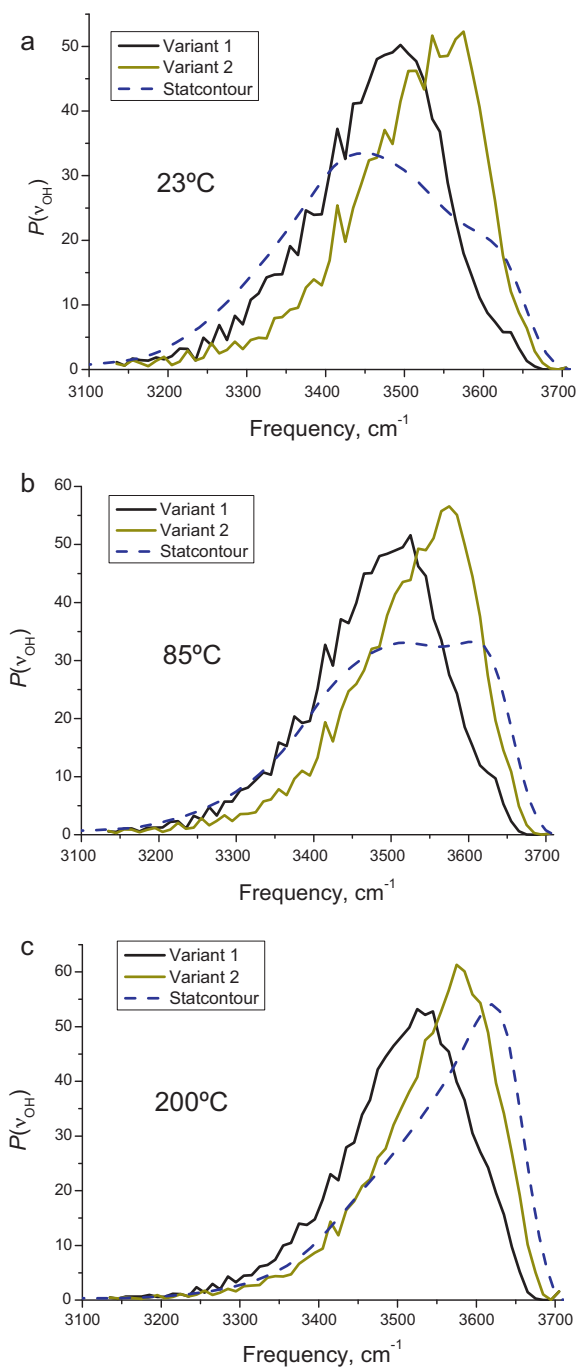 a
50
40
30
20
10
0
P(ν_OH)
Variant 1
Variant 2
Statcontour
23ºC
3100 3200 3300 3400 3500 3600 3700
Frequency, cm⁻¹
b
60
50
40
30
20
10
0
P(ν_OH)
Variant 1
Variant 2
Statcontour
85ºC
3100 3200 3300 3400 3500 3600 3700
Frequency, cm⁻¹
c
60
50
40
30
20
10
0
P(ν_OH)
Variant 1
Variant 2
Statcontour
200ºC
3100 3200 3300 3400 3500 3600 3700
Frequency, cm⁻¹